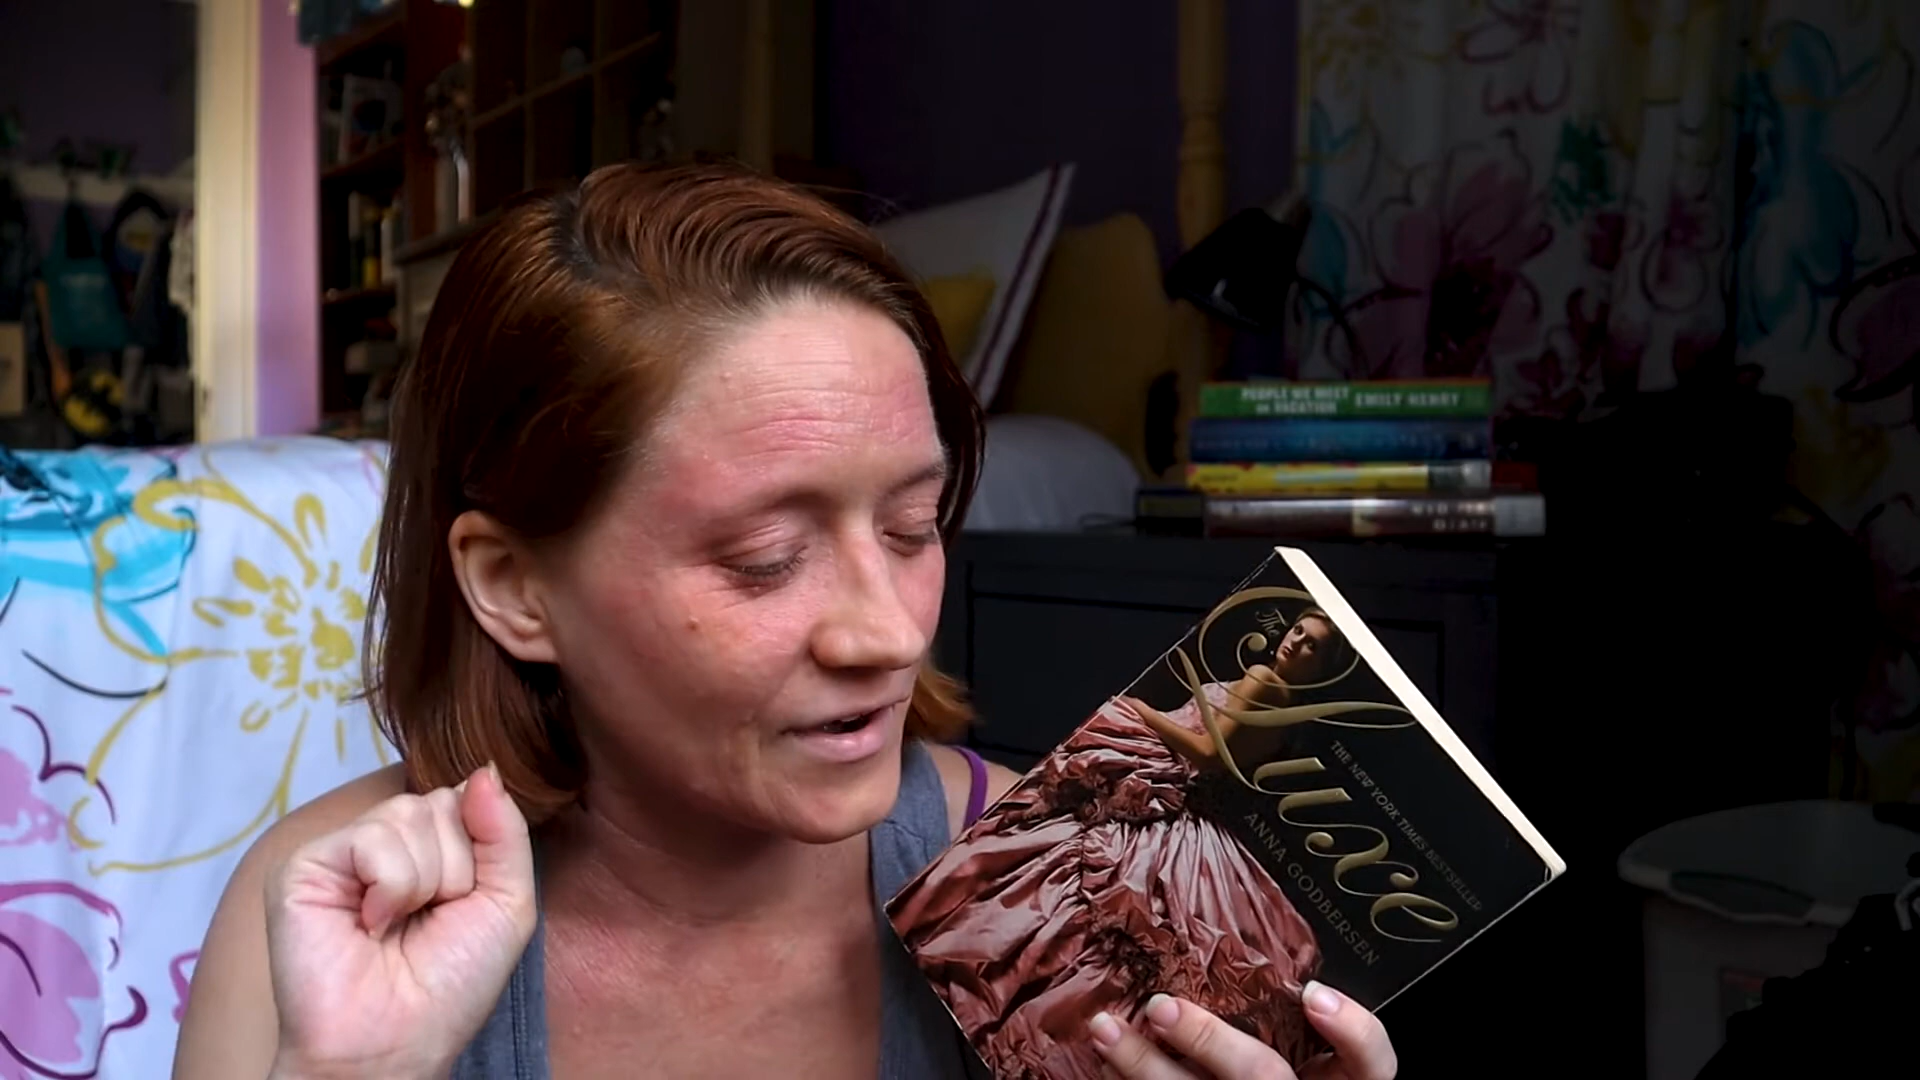 PEOPLE WE MEET
ON VACATION
EMILY HENRY
The
Luxe
THE NEW YORK TIMES BESTSELLER
ANNA GODBERSEN